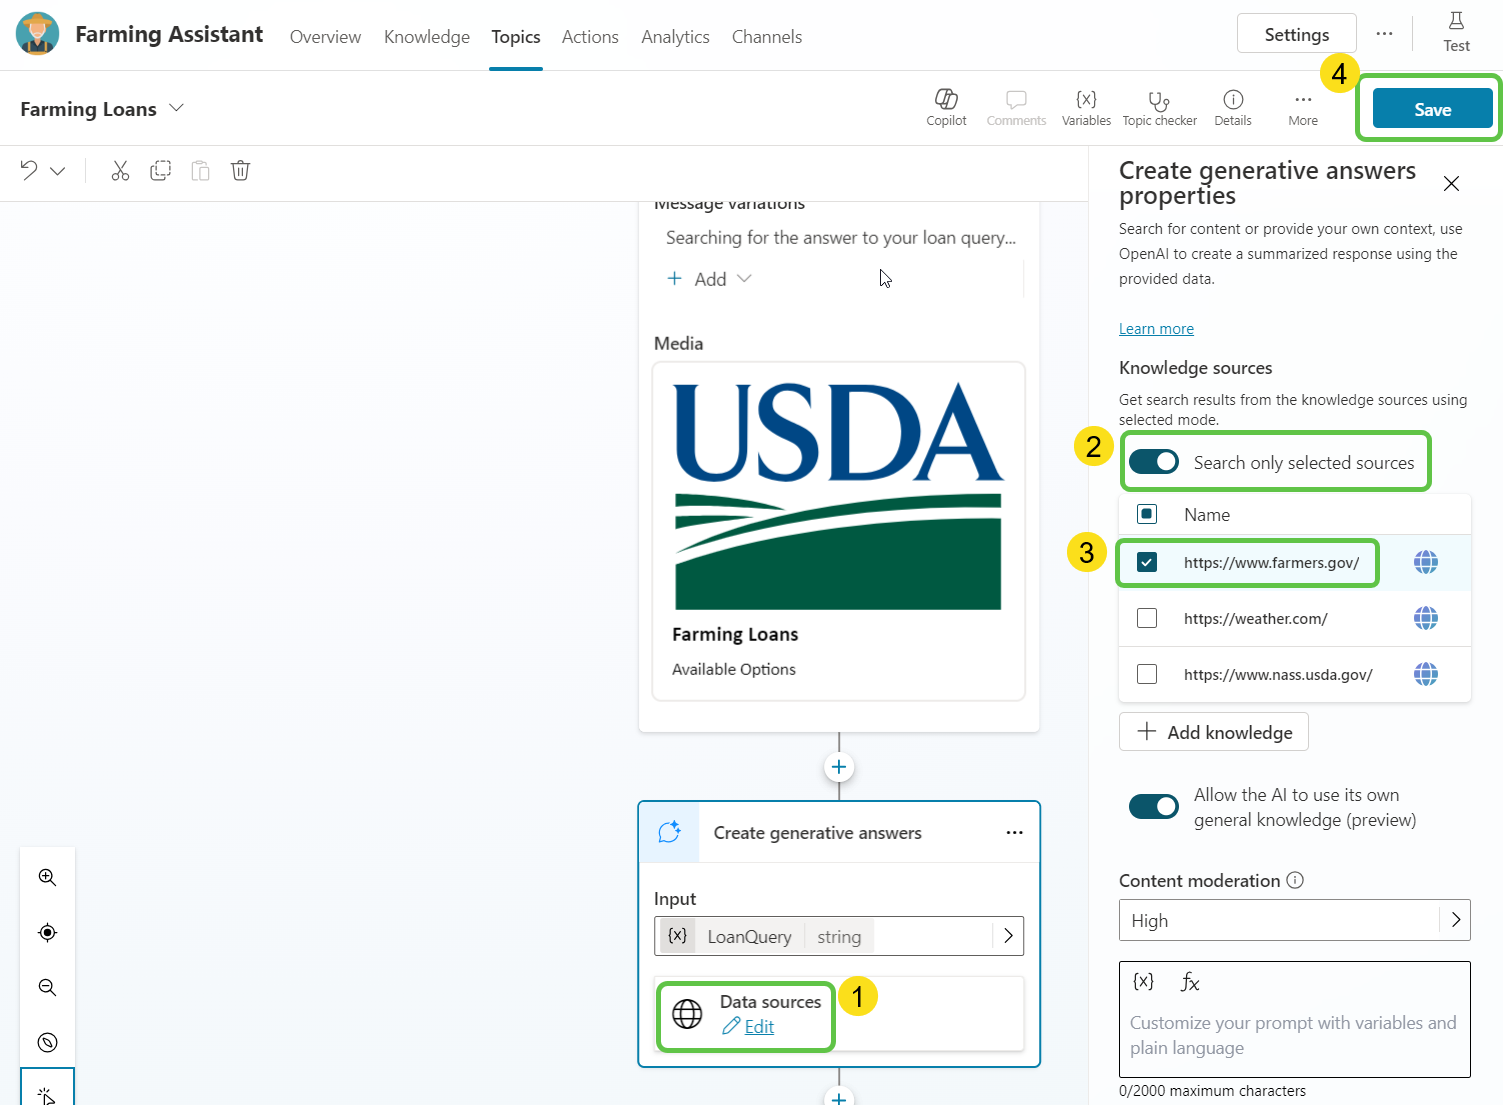 Farming Assistant
Overview
Knowledge
Topics
Actions
Analytics
Channels
Settings
Test
4
Farming Loans
Copilot
Comments
{x}
Variables
Topic checker
Details
More
Save
Message variations
Searching for the answer to your loan query...
Add
Media
USDA
Farming Loans
Available Options
Create generative answers
Input
{x} LoanQuery string
Data sources
Edit
1
Create generative answers
properties
Search for content or provide your own context, use
OpenAI to create a summarized response using the
provided data.
Learn more
Knowledge sources
Get search results from the knowledge sources using
selected mode.
2
Search only selected sources
Name
3
https://www.farmers.gov/
https://weather.com/
https://www.nass.usda.gov/
Add knowledge
Allow the AI to use its own
general knowledge (preview)
Content moderation
High
{x} fx
Customize your prompt with variables and
plain language
0/2000 maximum characters